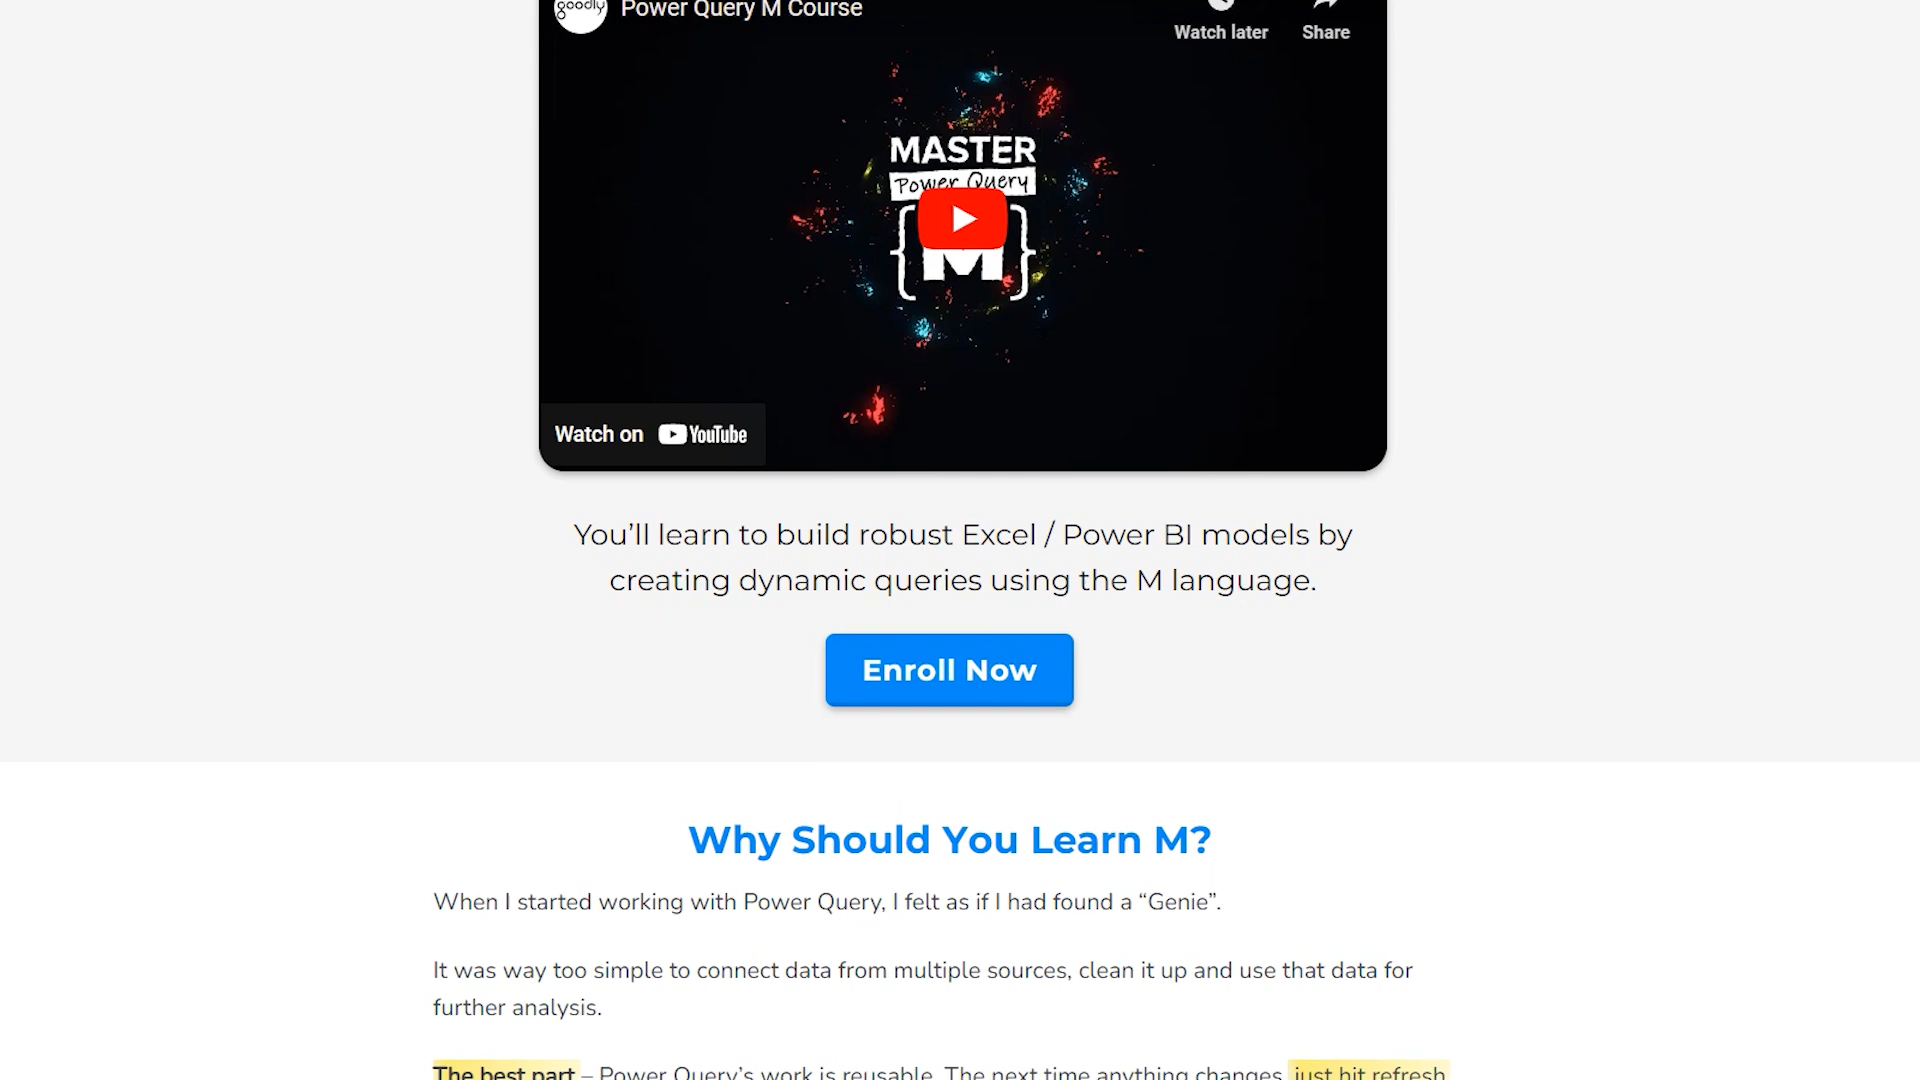 goodly
Power Query M Course
Watch later
Share
MASTER
Power Query
{M}
Watch on YouTube
You’ll learn to build robust Excel / Power BI models by
creating dynamic queries using the M language.
Enroll Now
Why Should You Learn M?
When I started working with Power Query, I felt as if I had found a “Genie”.
It was way too simple to connect data from multiple sources, clean it up and use that data for
further analysis.
The best part – Power Query’s work is reusable. The next time anything changes, just hit refresh